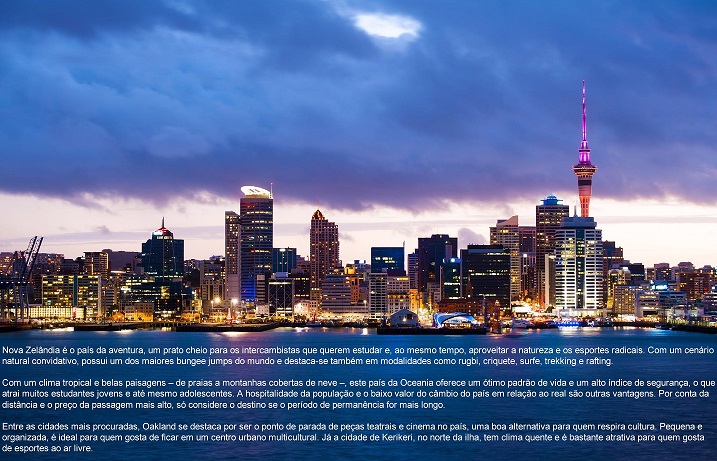 Nova Zelândia é o país da aventura, um prato cheio para os intercambistas que querem estudar e, ao mesmo tempo, aproveitar a natureza e os esportes radicais. Com um cenário
natural convidativo, possui um dos maiores bungee jumps do mundo e destaca-se também em modalidades como rugbi, criquete, surfe, trekking e rafting.
Com um clima tropical e belas paisagens – de praias a montanhas cobertas de neve –, este país da Oceania oferece um ótimo padrão de vida e um alto índice de segurança, o que
atrai muitos estudantes jovens e até mesmo adolescentes. A hospitalidade da população e o baixo valor do câmbio do país em relação ao real são outras vantagens. Por conta da
distância e o preço da passagem mais alto, só considere o destino se o período de permanência for mais longo.
Entre as cidades mais procuradas, Oakland se destaca por ser o ponto de parada de peças teatrais e cinema no país, uma boa alternativa para quem respira cultura. Pequena e
organizada, é ideal para quem gosta de ficar em um centro urbano multicultural. Já a cidade de Kerikeri, no norte da ilha, tem clima quente e é bastante atrativa para quem gosta
de esportes ao ar livre.